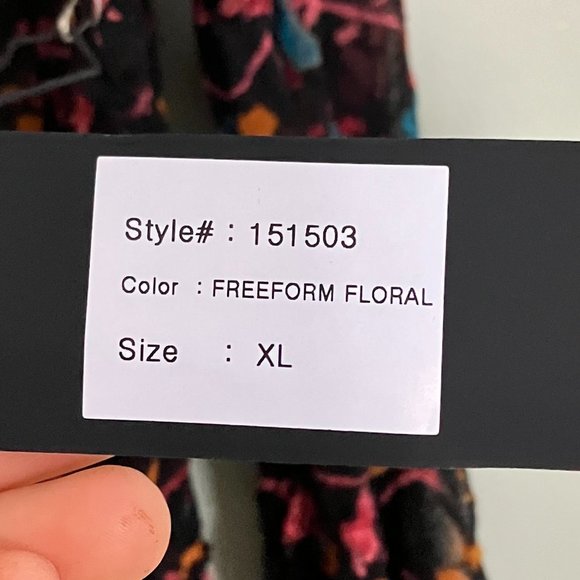 Style# : 151503
Color : FREEFORM FLORAL
Size : XL